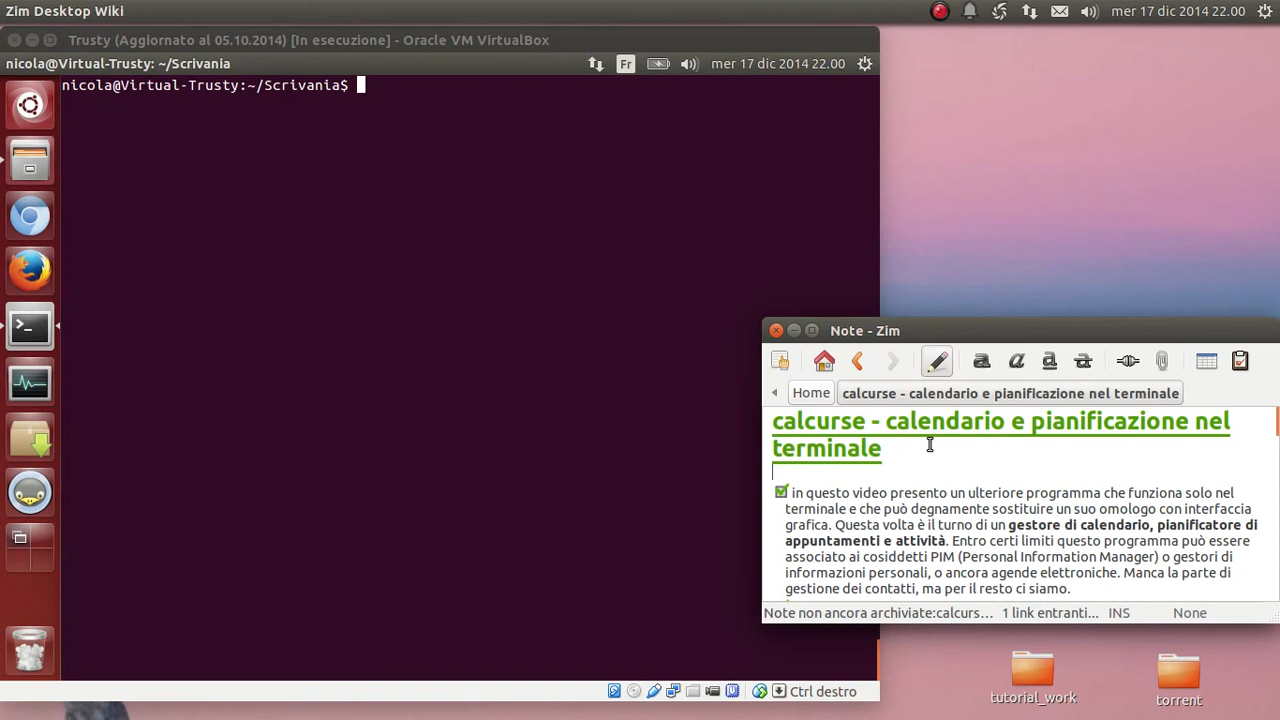 Zim Desktop Wiki
mer 17 dic 2014 22.00
Trusty (Aggiornato al 05.10.2014) [In esecuzione] - Oracle VM VirtualBox
nicola@Virtual-Trusty: ~/Scrivania
Fr
mer 17 dic 2014 22.00
nicola@Virtual-Trusty:~/Scrivania$
Note - Zim
Home
calcurse - calendario e pianificazione nel terminale
calcurse - calendario e pianificazione nel
terminale
in questo video presento un ulteriore programma che funziona solo nel
terminale e che può degnamente sostituire un suo omologo con interfaccia
grafica. Questa volta è il turno di un gestore di calendario, pianificatore di
appuntamenti e attività. Entro certi limiti questo programma può essere
associato ai cosiddetti PIM (Personal Information Manager) o gestori di
informazioni personali, o ancora agende elettroniche. Manca la parte di
gestione dei contatti, ma per il resto ci siamo.
Note non ancora archiviate:calcurs...
1 link entranti...
INS
None
Ctrl destro
tutorial_work
torrent